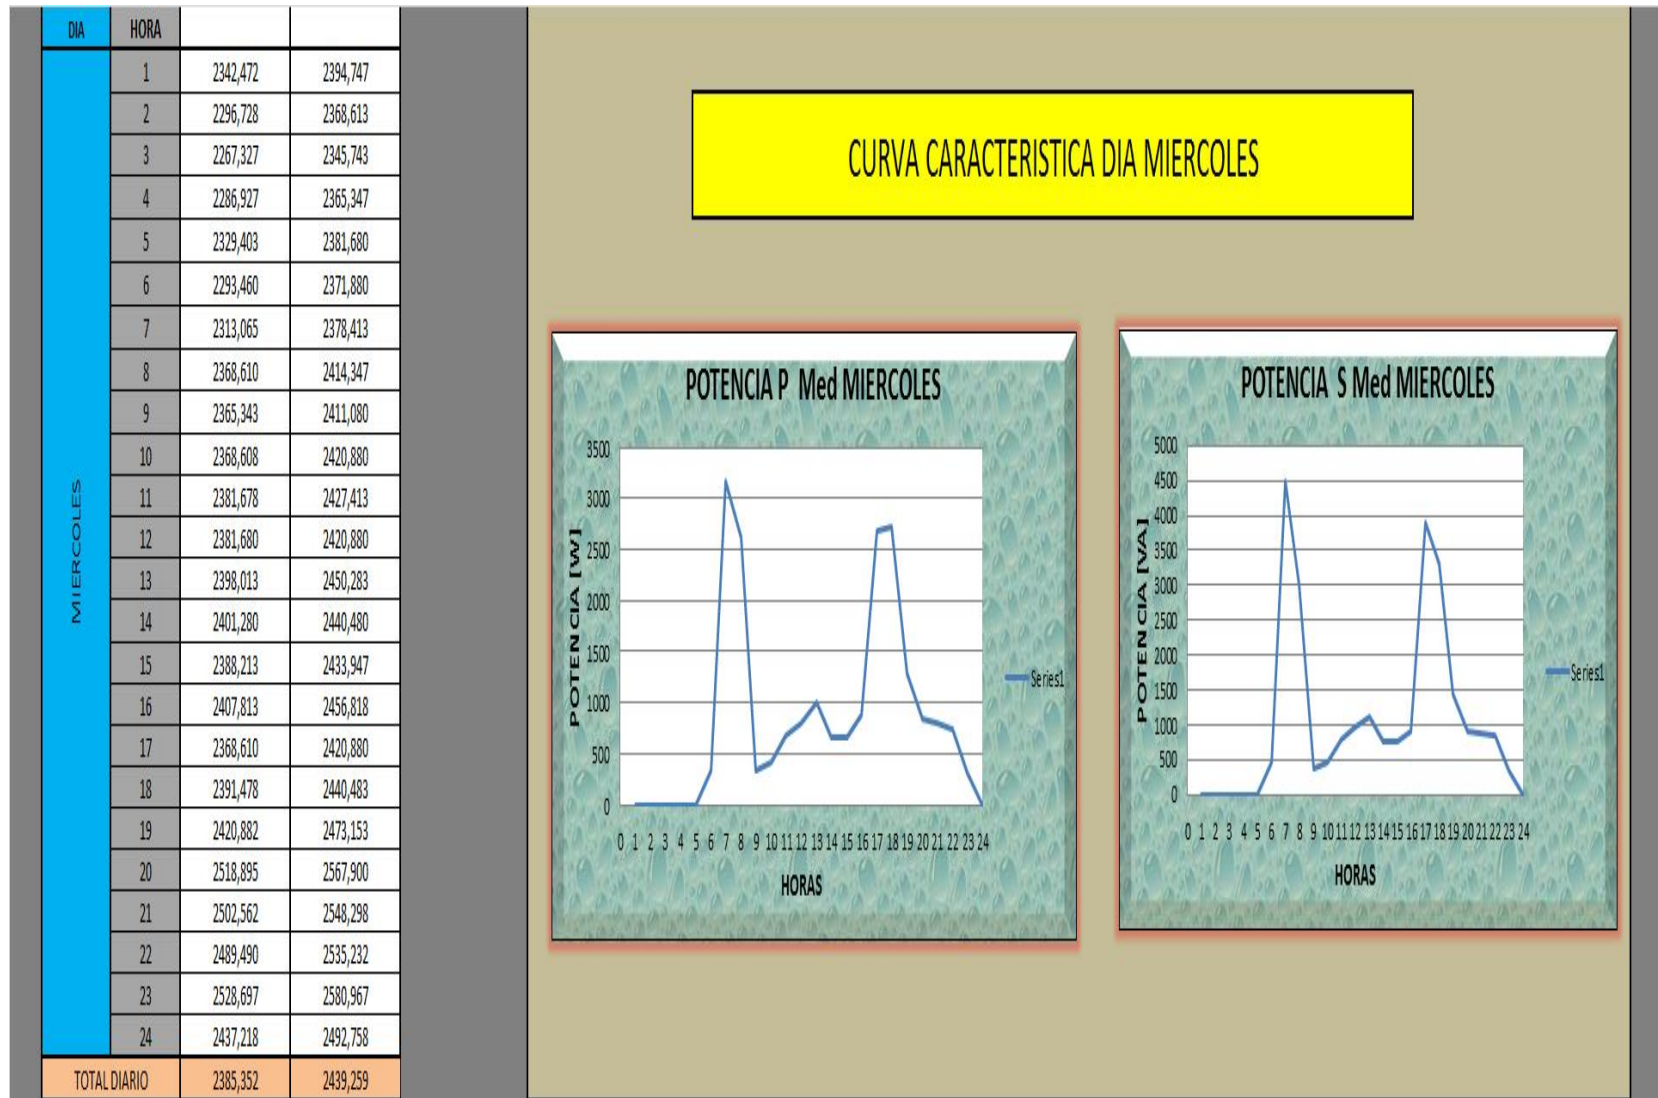 DIA HORA
1 2342,472 2394,747
2 2296,728 2368,613
3 2267,327 2345,743
4 2286,927 2365,347
5 2329,403 2381,680
6 2293,460 2371,880
7 2313,065 2378,413
8 2368,610 2414,347
9 2365,343 2411,080
10 2368,608 2420,880
11 2381,678 2427,413
12 2381,680 2420,880
13 2398,013 2450,283
14 2401,280 2440,480
15 2388,213 2433,947
16 2407,813 2456,818
17 2368,610 2420,880
18 2391,478 2440,483
19 2420,882 2473,153
20 2518,895 2567,900
21 2502,562 2548,298
22 2489,490 2535,232
23 2528,697 2580,967
24 2437,218 2492,758
MIERCOLES
TOTAL DIARIO 2385,352 2439,259
CURVA CARACTERISTICA DIA MIERCOLES
POTENCIA P Med MIERCOLES
POTENCIA [W]
3500
3000
2500
2000
1500
1000
500
0
0 1 2 3 4 5 6 7 8 9 10 11 12 13 14 15 16 17 18 19 20 21 22 23 24
HORAS
Series1
POTENCIA S Med MIERCOLES
POTENCIA [VA]
5000
4500
4000
3500
3000
2500
2000
1500
1000
500
0
0 1 2 3 4 5 6 7 8 9 10 11 12 13 14 15 16 17 18 19 20 21 22 23 24
HORAS
Series1